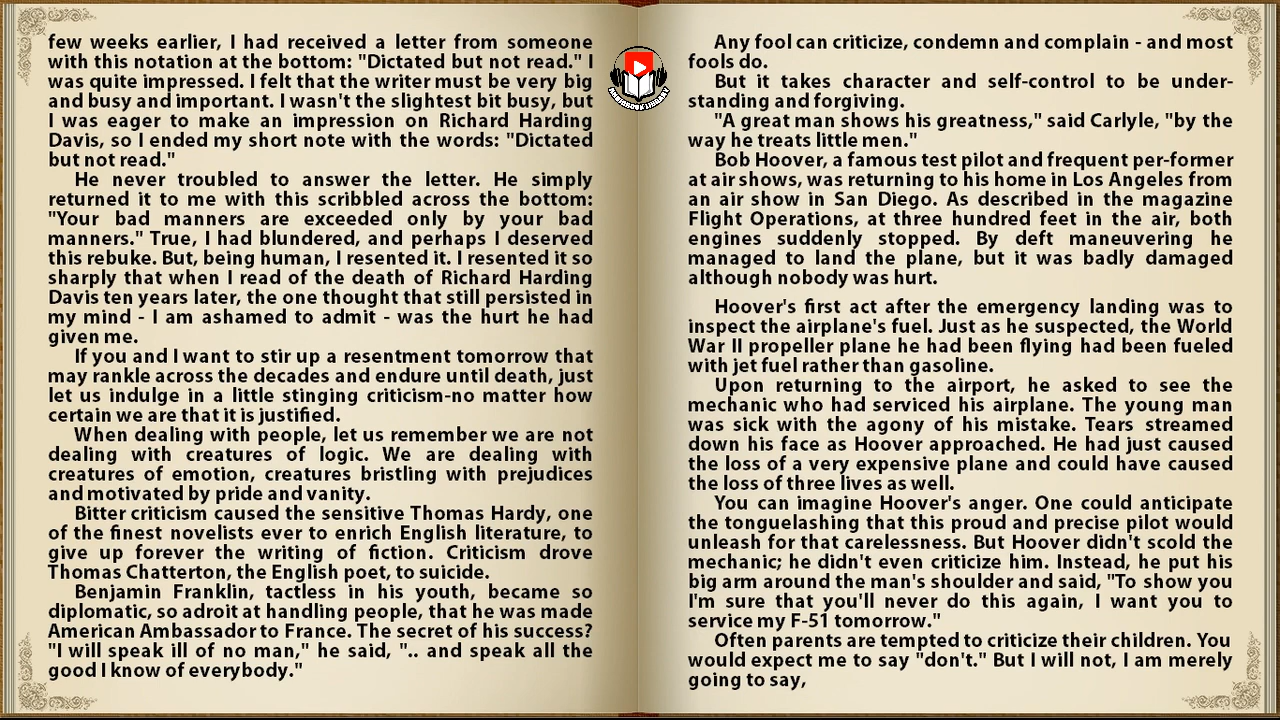 few weeks earlier, I had received a letter from someone
with this notation at the bottom: "Dictated but not read." I
was quite impressed. I felt that the writer must be very big
and busy and important. I wasn't the slightest bit busy, but
I was eager to make an impression on Richard Harding
Davis, so I ended my short note with the words: "Dictated
but not read."
He never troubled to answer the letter. He simply
returned it to me with this scribbled across the bottom:
"Your bad manners are exceeded only by your bad
manners." True, I had blundered, and perhaps I deserved
this rebuke. But, being human, I resented it. I resented it so
sharply that when I read of the death of Richard Harding
Davis ten years later, the one thought that still persisted in
my mind - I am ashamed to admit - was the hurt he had
given me.
If you and I want to stir up a resentment tomorrow that
may rankle across the decades and endure until death, just
let us indulge in a little stinging criticism-no matter how
certain we are that it is justified.
When dealing with people, let us remember we are not
dealing with creatures of logic. We are dealing with
creatures of emotion, creatures bristling with prejudices
and motivated by pride and vanity.
Bitter criticism caused the sensitive Thomas Hardy, one
of the finest novelists ever to enrich English literature, to
give up forever the writing of fiction. Criticism drove
Thomas Chatterton, the English poet, to suicide.
Benjamin Franklin, tactless in his youth, became so
diplomatic, so adroit at handling people, that he was made
American Ambassador to France. The secret of his success?
"I will speak ill of no man," he said, ".. and speak all the
good I know of everybody."
Any fool can criticize, condemn and complain - and most
fools do.
But it takes character and self-control to be under-
standing and forgiving.
"A great man shows his greatness," said Carlyle, "by the
way he treats little men."
Bob Hoover, a famous test pilot and frequent per-former
at air shows, was returning to his home in Los Angeles from
an air show in San Diego. As described in the magazine
Flight Operations, at three hundred feet in the air, both
engines suddenly stopped. By deft maneuvering he
managed to land the plane, but it was badly damaged
although nobody was hurt.
Hoover's first act after the emergency landing was to
inspect the airplane's fuel. Just as he suspected, the World
War II propeller plane he had been flying had been fueled
with jet fuel rather than gasoline.
Upon returning to the airport, he asked to see the
mechanic who had serviced his airplane. The young man
was sick with the agony of his mistake. Tears streamed
down his face as Hoover approached. He had just caused
the loss of a very expensive plane and could have caused
the loss of three lives as well.
You can imagine Hoover's anger. One could anticipate
the tonguelashing that this proud and precise pilot would
unleash for that carelessness. But Hoover didn't scold the
mechanic; he didn't even criticize him. Instead, he put his
big arm around the man's shoulder and said, "To show you
I'm sure that you'll never do this again, I want you to
service my F-51 tomorrow."
Often parents are tempted to criticize their children. You
would expect me to say "don't." But I will not, I am merely
going to say,